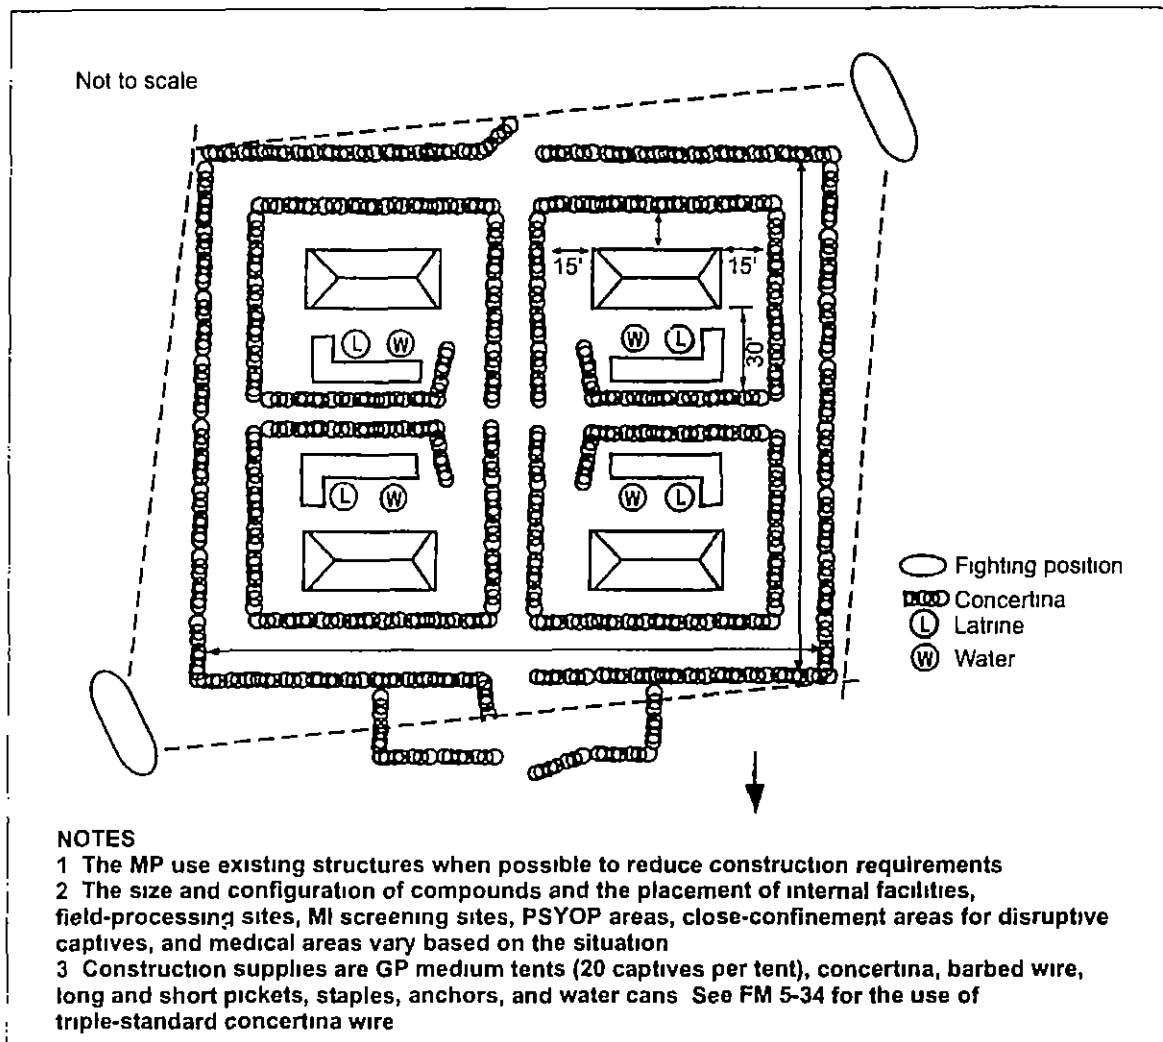 Not to scale
15'
15'
30'
L
W
W
L
L
W
W
L
Fighting position
Concertina
L Latrine
W Water
NOTES
1 The MP use existing structures when possible to reduce construction requirements
2 The size and configuration of compounds and the placement of internal facilities,
field-processing sites, MI screening sites, PSYOP areas, close-confinement areas for disruptive
captives, and medical areas vary based on the situation
3 Construction supplies are GP medium tents (20 captives per tent), concertina, barbed wire,
long and short pickets, staples, anchors, and water cans See FM 5-34 for the use of
triple-standard concertina wire